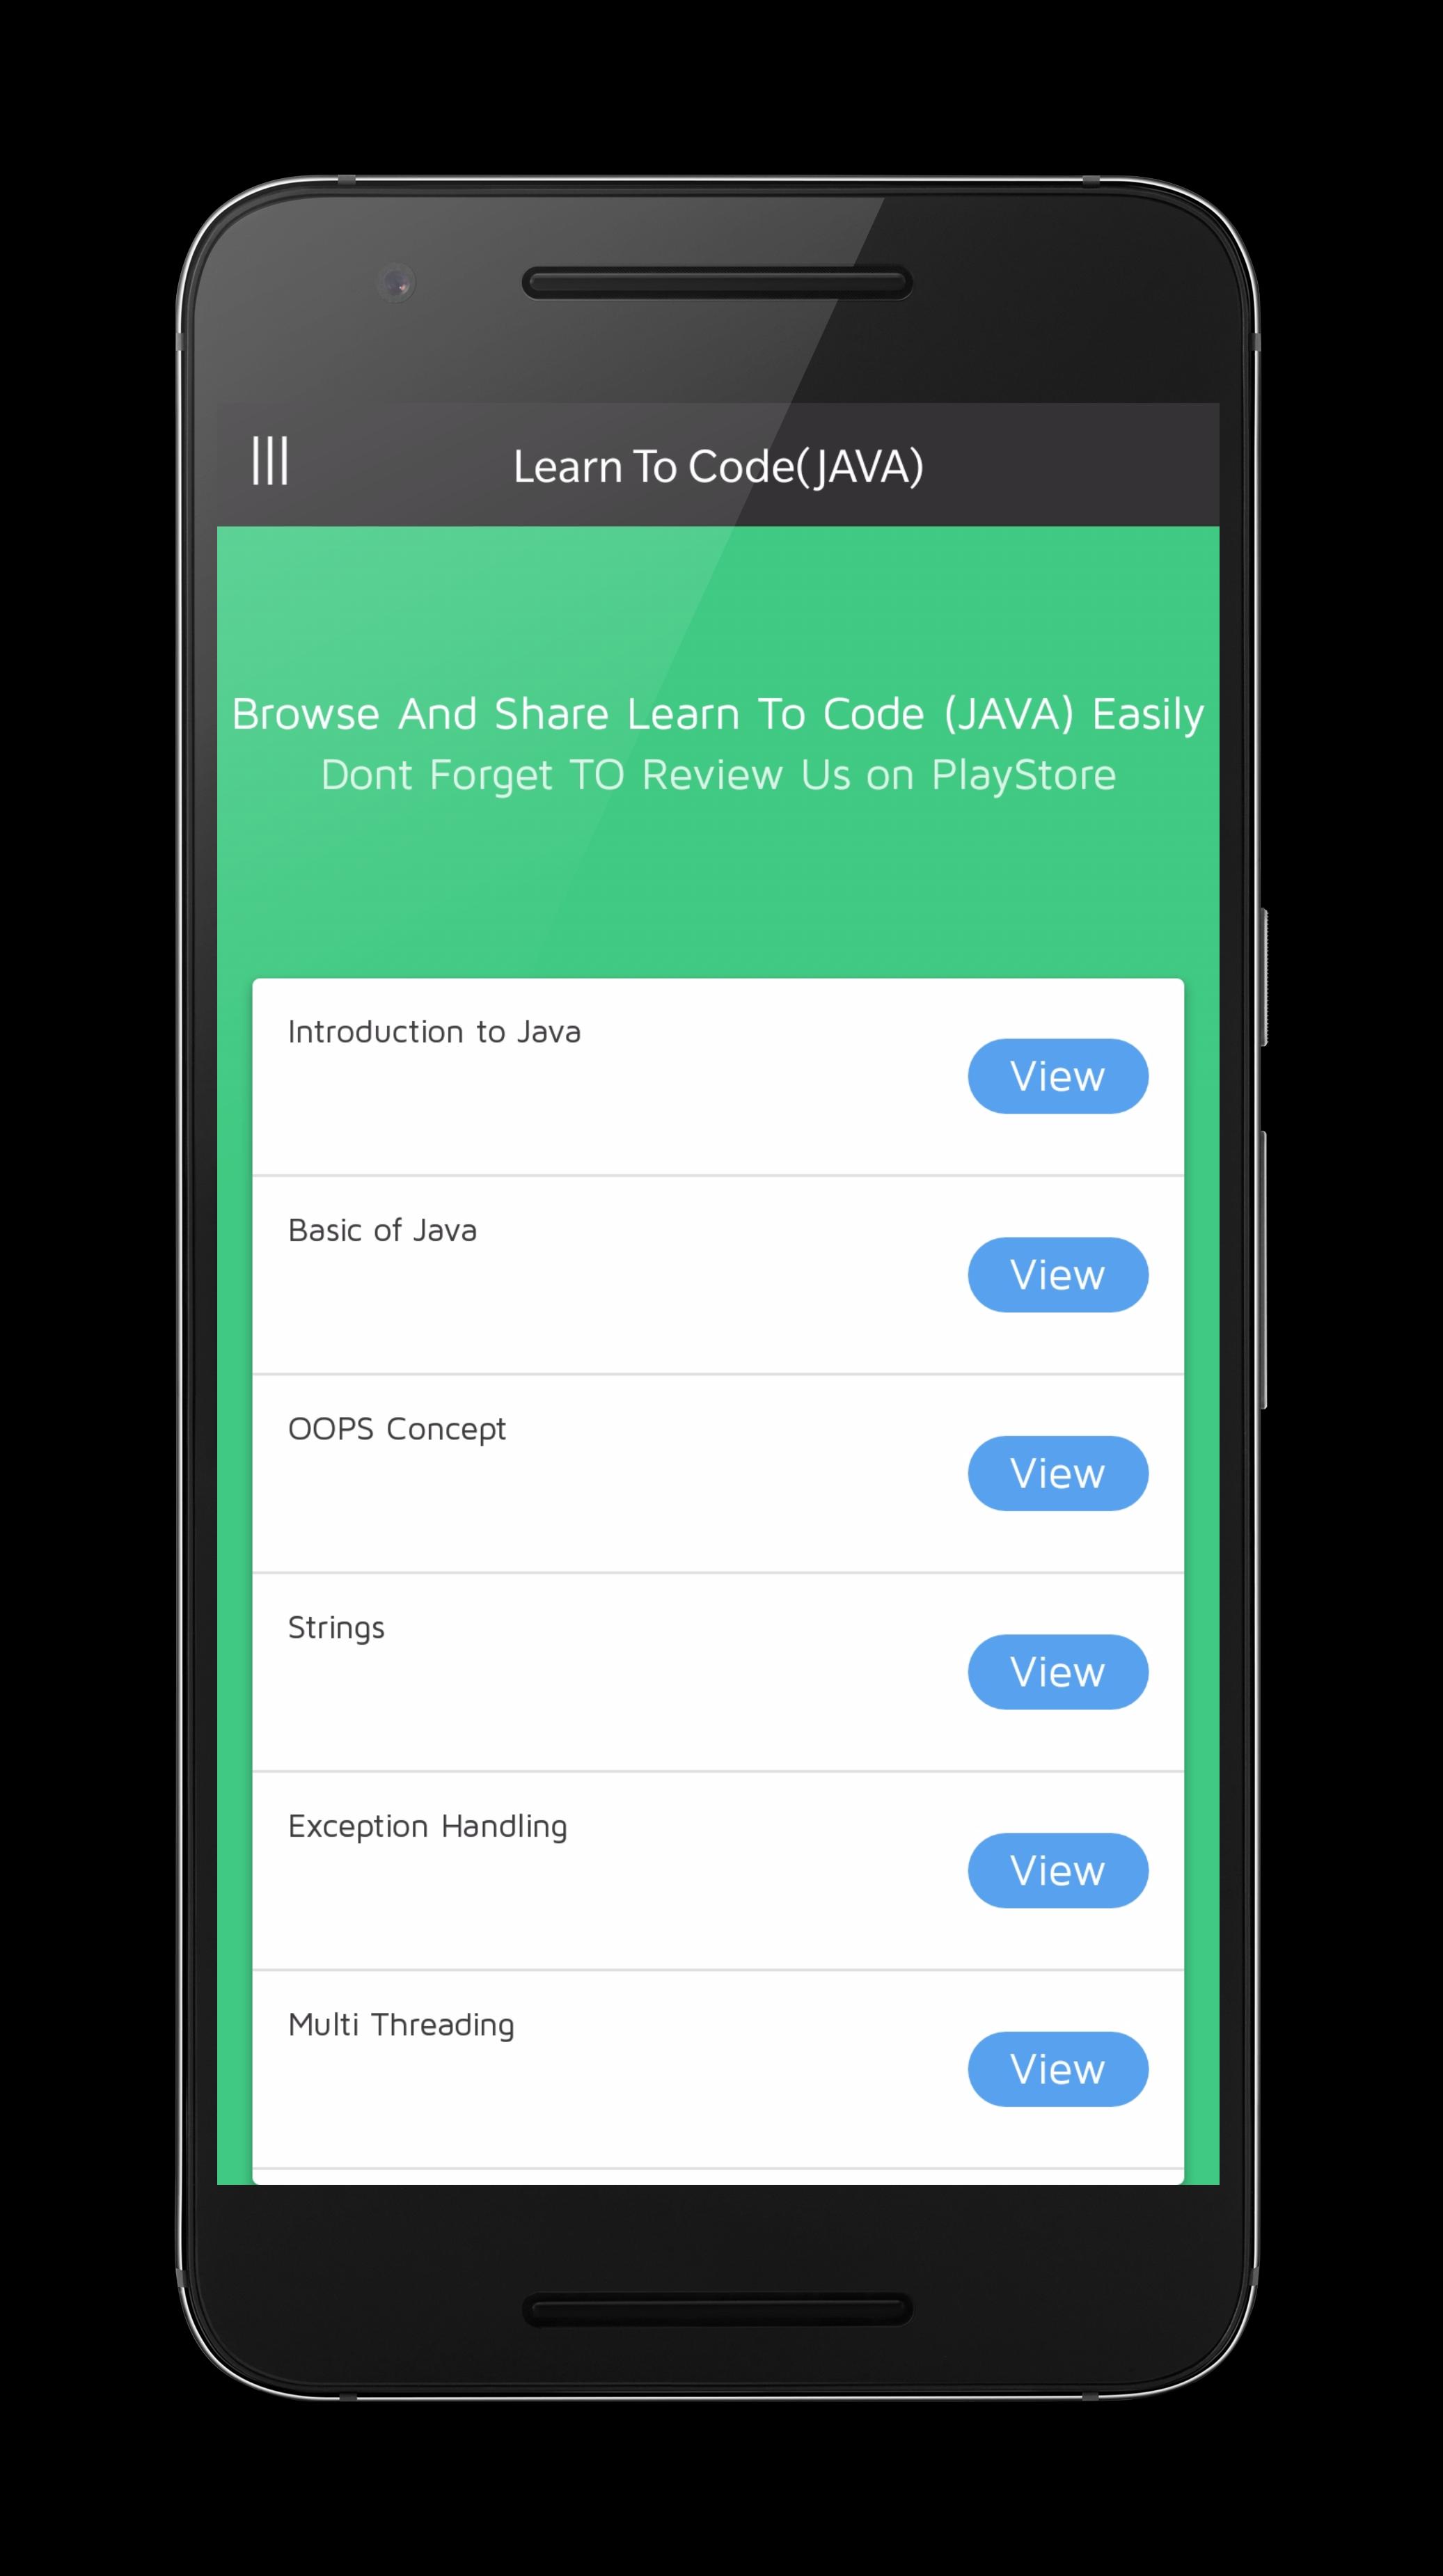 Learn To Code(JAVA)
Browse And Share Learn To Code (JAVA) Easily
Dont Forget TO Review Us on PlayStore
Introduction to Java
View
Basic of Java
View
OOPS Concept
View
Strings
View
Exception Handling
View
Multi Threading
View